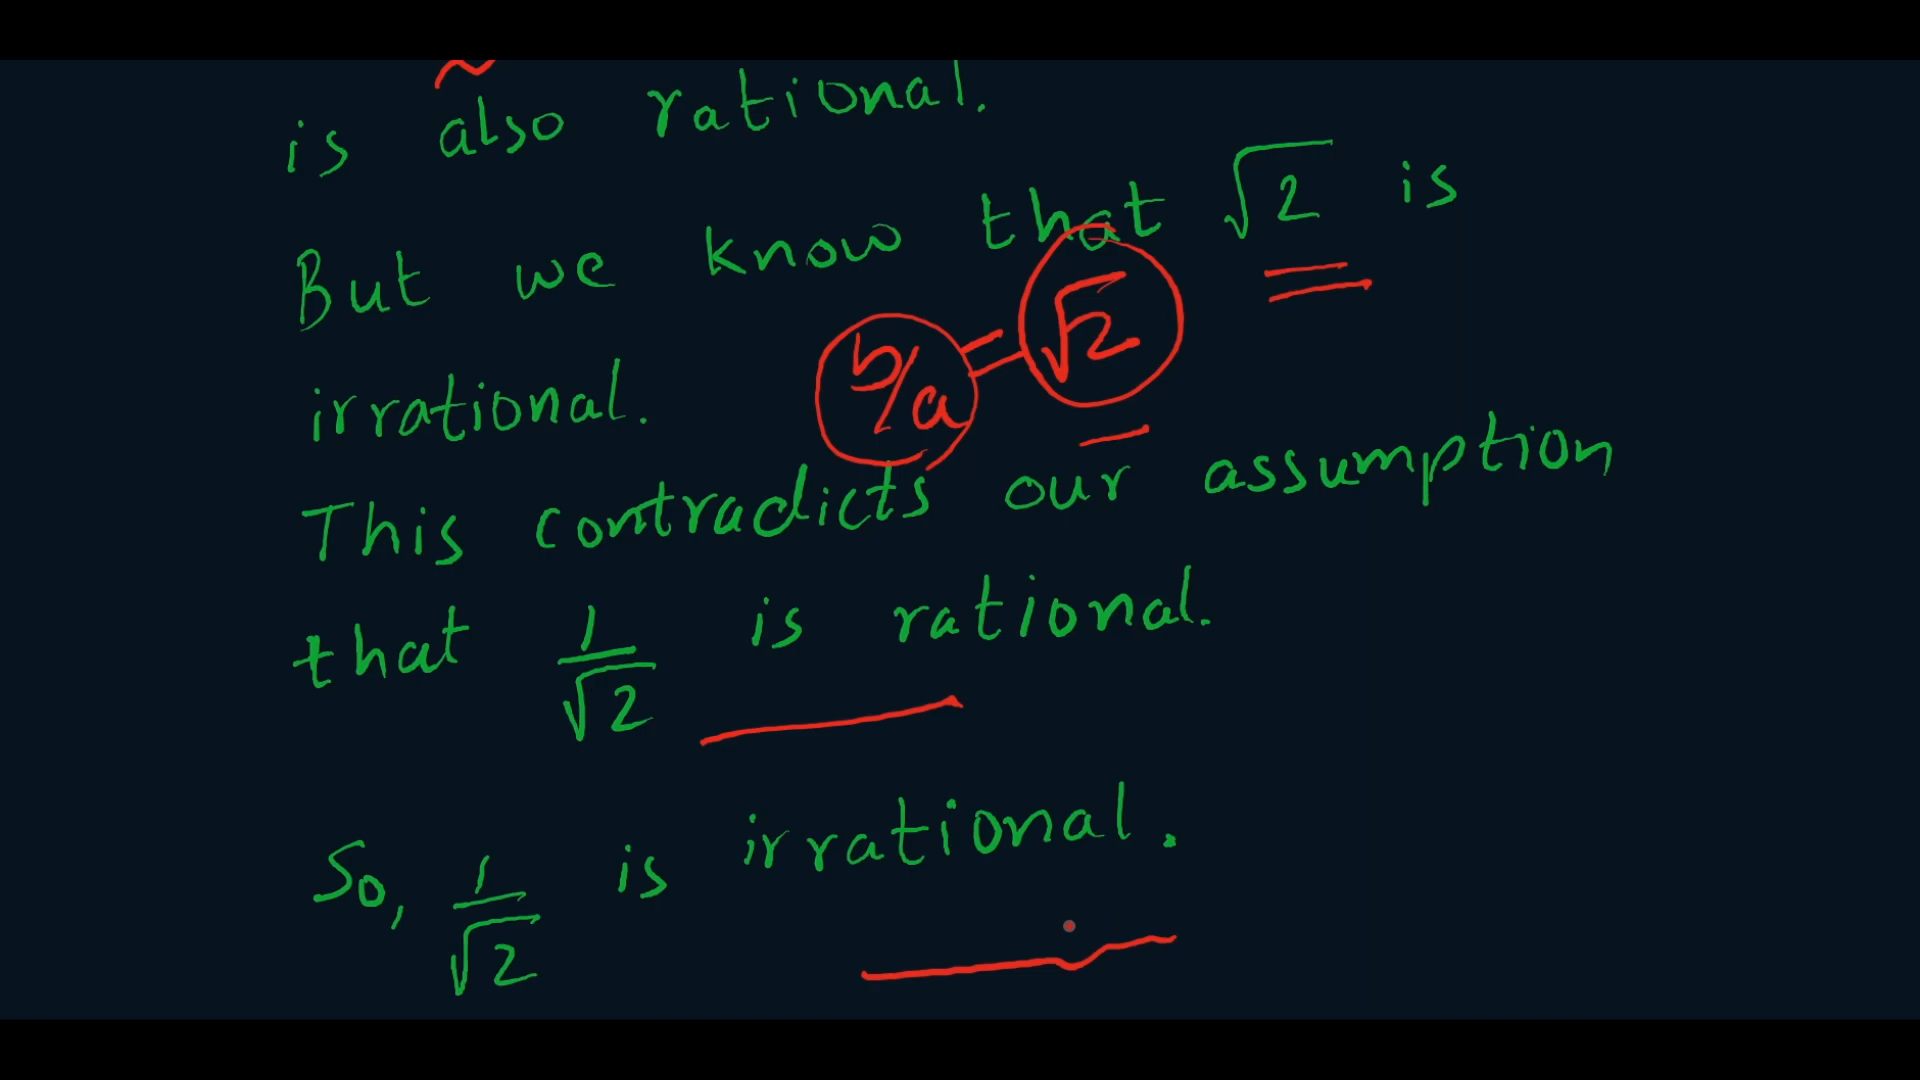 is also rational.
But we know that √2 is
b/a = √2
irrational.
This contradicts our assumption
that 1/√2 is rational.
So, 1/√2 is irrational.